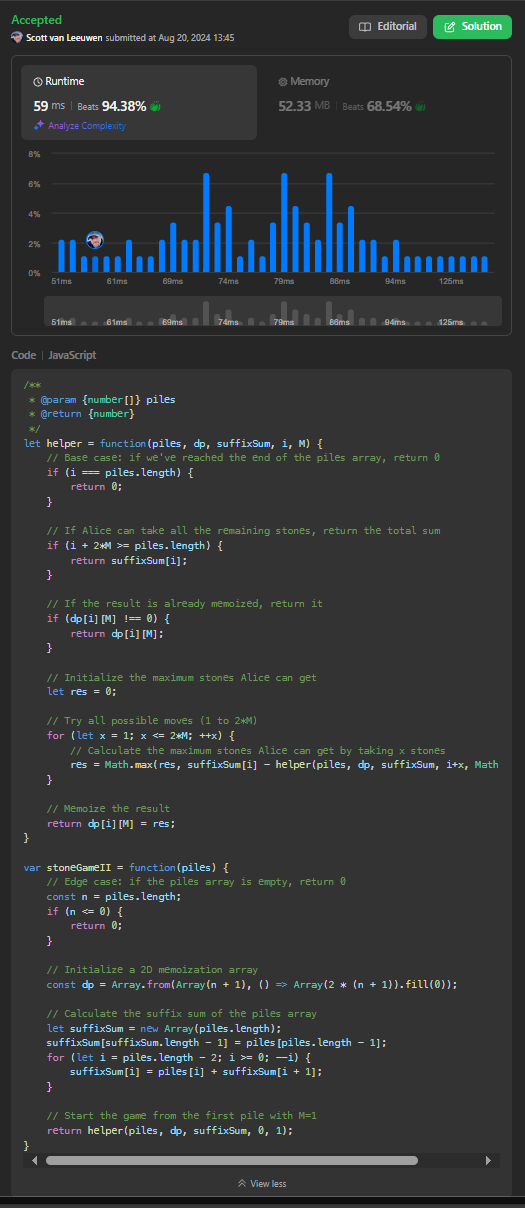 Accepted
Editorial
Solution
Scott van Leeuwen submitted at Aug 20, 2024 13:45
Runtime
59 ms | Beats 94.38%
Analyze Complexity
Memory
52.33 MB | Beats 68.54%
8%
6%
4%
2%
0%
51ms 61ms 69ms 74ms 79ms 86ms 94ms 125ms
51ms 61ms 69ms 74ms 79ms 86ms 94ms 125ms
Code | JavaScript
/**
 * @param {number[]} piles
 * @return {number}
 */
let helper = function(piles, dp, suffixSum, i, M) {
    // Base case: if we've reached the end of the piles array, return 0
    if (i === piles.length) {
        return 0;
    }

    // If Alice can take all the remaining stones, return the total sum
    if (i + 2*M >= piles.length) {
        return suffixSum[i];
    }

    // If the result is already memoized, return it
    if (dp[i][M] !== 0) {
        return dp[i][M];
    }

    // Initialize the maximum stones Alice can get
    let res = 0;

    // Try all possible moves (1 to 2*M)
    for (let x = 1; x <= 2*M; ++x) {
        // Calculate the maximum stones Alice can get by taking x stones
        res = Math.max(res, suffixSum[i] - helper(piles, dp, suffixSum, i+x, Math
    }

    // Memoize the result
    return dp[i][M] = res;
}

var stoneGameII = function(piles) {
    // Edge case: if the piles array is empty, return 0
    const n = piles.length;
    if (n <= 0) {
        return 0;
    }

    // Initialize a 2D memoization array
    const dp = Array.from(Array(n + 1), () => Array(2 * (n + 1)).fill(0));

    // Calculate the suffix sum of the piles array
    let suffixSum = new Array(piles.length);
    suffixSum[suffixSum.length - 1] = piles[piles.length - 1];
    for (let i = piles.length - 2; i >= 0; --i) {
        suffixSum[i] = piles[i] + suffixSum[i + 1];
    }

    // Start the game from the first pile with M=1
    return helper(piles, dp, suffixSum, 0, 1);
}
View less